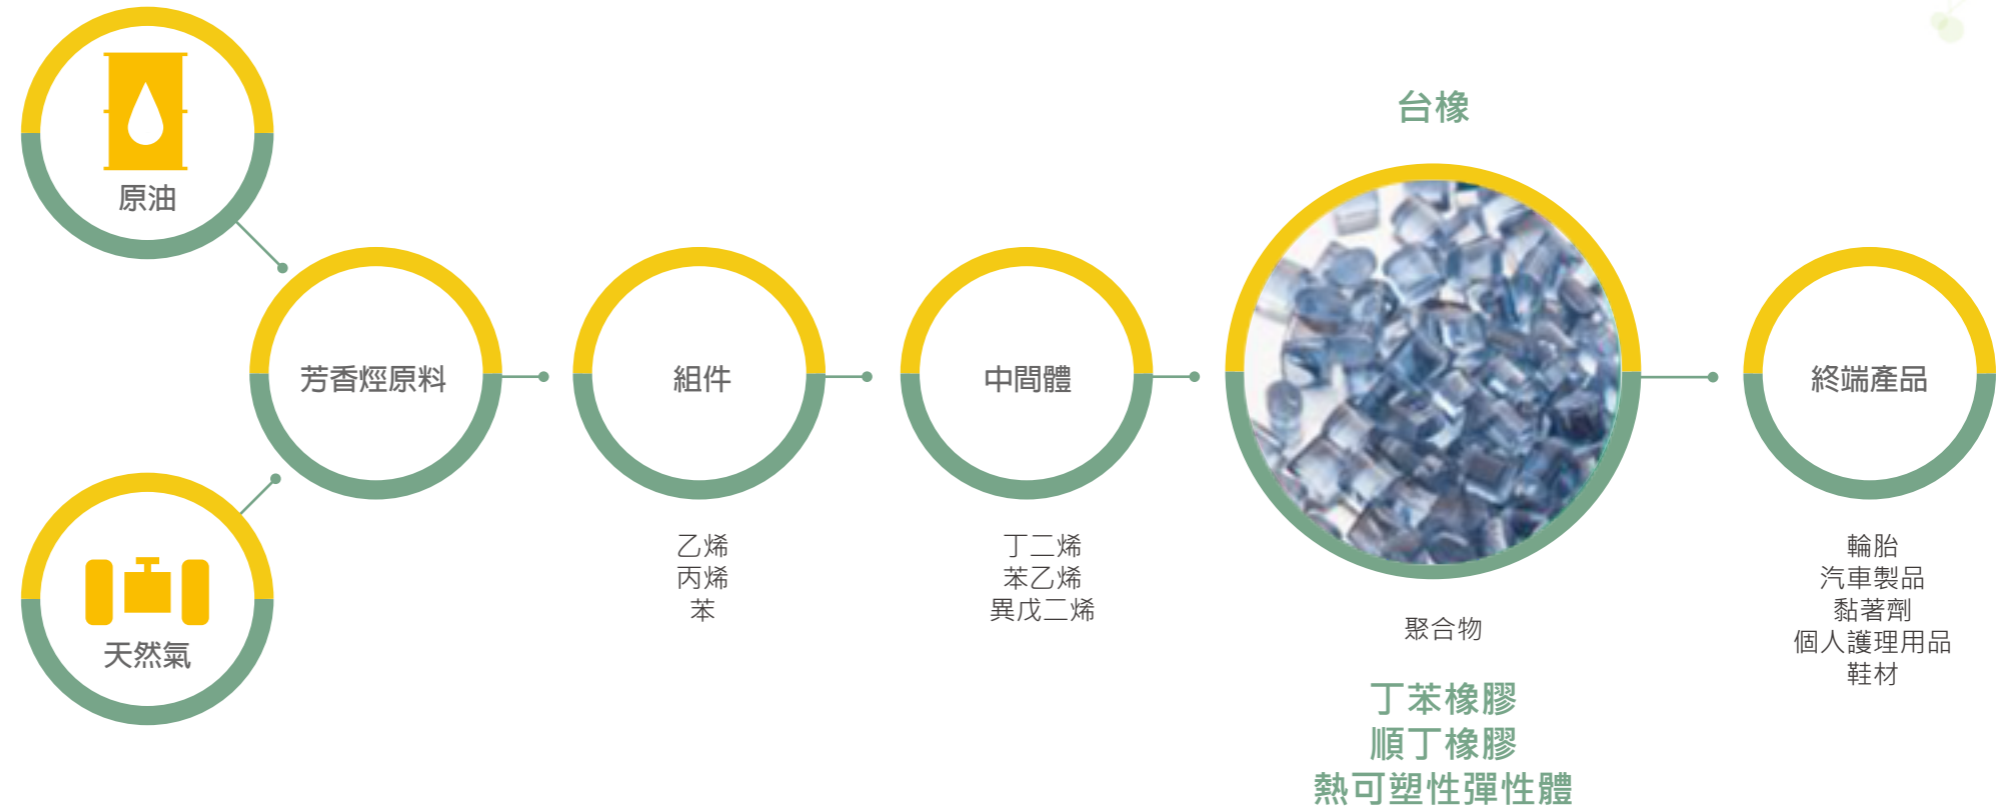 原油
天然氣
芳香烴原料
組件
乙烯
丙烯
苯
中間體
丁二烯
苯乙烯
異戊二烯
台橡
聚合物
丁苯橡膠
順丁橡膠
熱可塑性彈性體
終端產品
輪胎
汽車製品
黏著劑
個人護理用品
鞋材